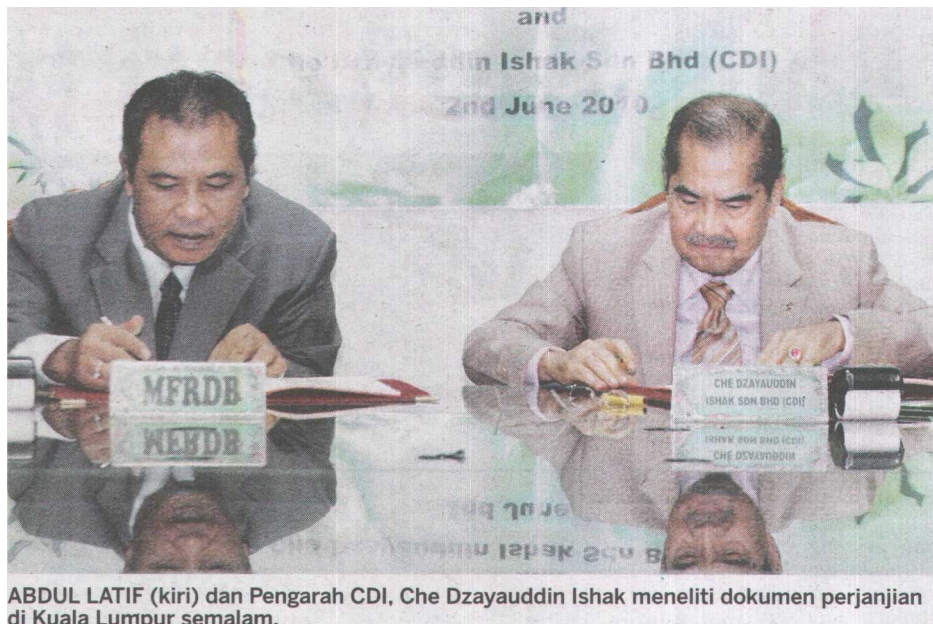 and
Ishak Sdn Bhd (CDI)
2nd June 2010
MFRDB
CHE DZAYAUDDIN
ISHAK SDN BHD (CDI)
ABDUL LATIF (kiri) dan Pengarah CDI, Che Dzayauddin Ishak meneliti dokumen perjanjian
di Kuala Lumpur semalam.